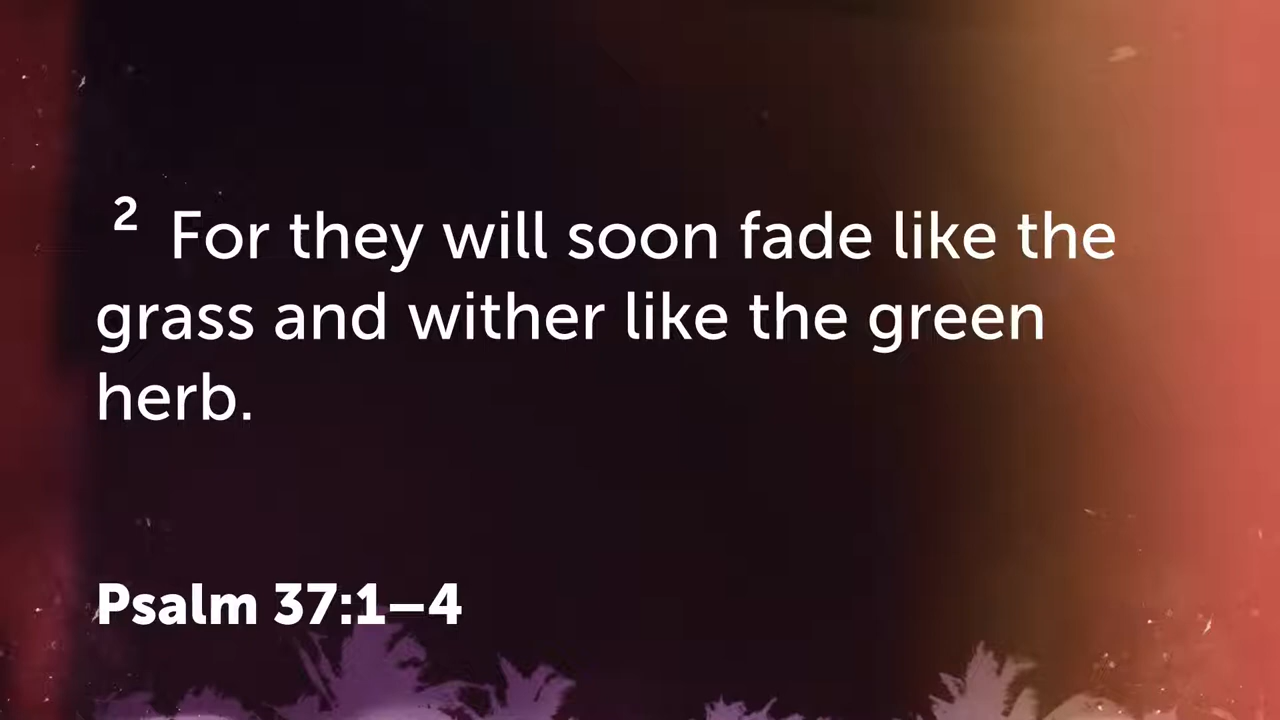 ² For they will soon fade like the
grass and wither like the green
herb.
Psalm 37:1–4